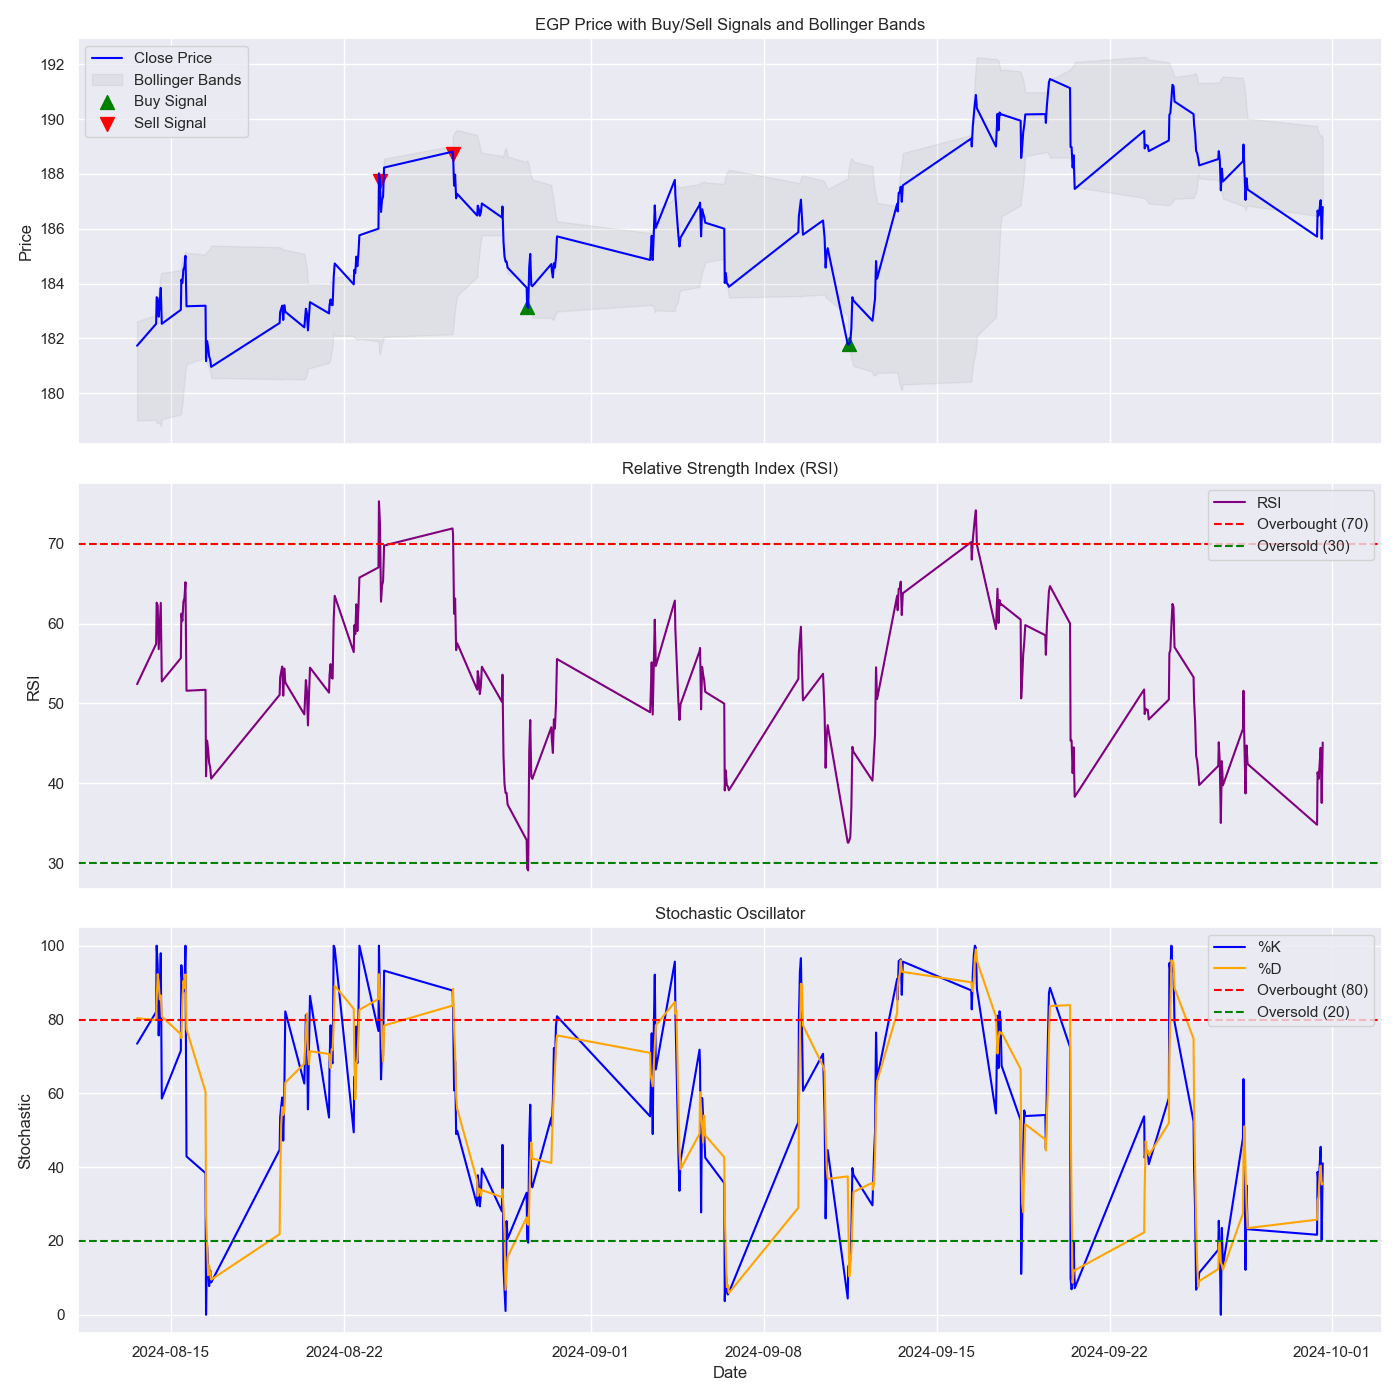 EGP Price with Buy/Sell Signals and Bollinger Bands
Close Price
Bollinger Bands
Buy Signal
Sell Signal
Price
192
190
188
186
184
182
180
Relative Strength Index (RSI)
RSI
Overbought (70)
Oversold (30)
RSI
70
60
50
40
30
Stochastic Oscillator
%K
%D
Overbought (80)
Oversold (20)
Stochastic
100
80
60
40
20
0
2024-08-15 2024-08-22 2024-09-01 2024-09-08 2024-09-15 2024-09-22 2024-10-01
Date